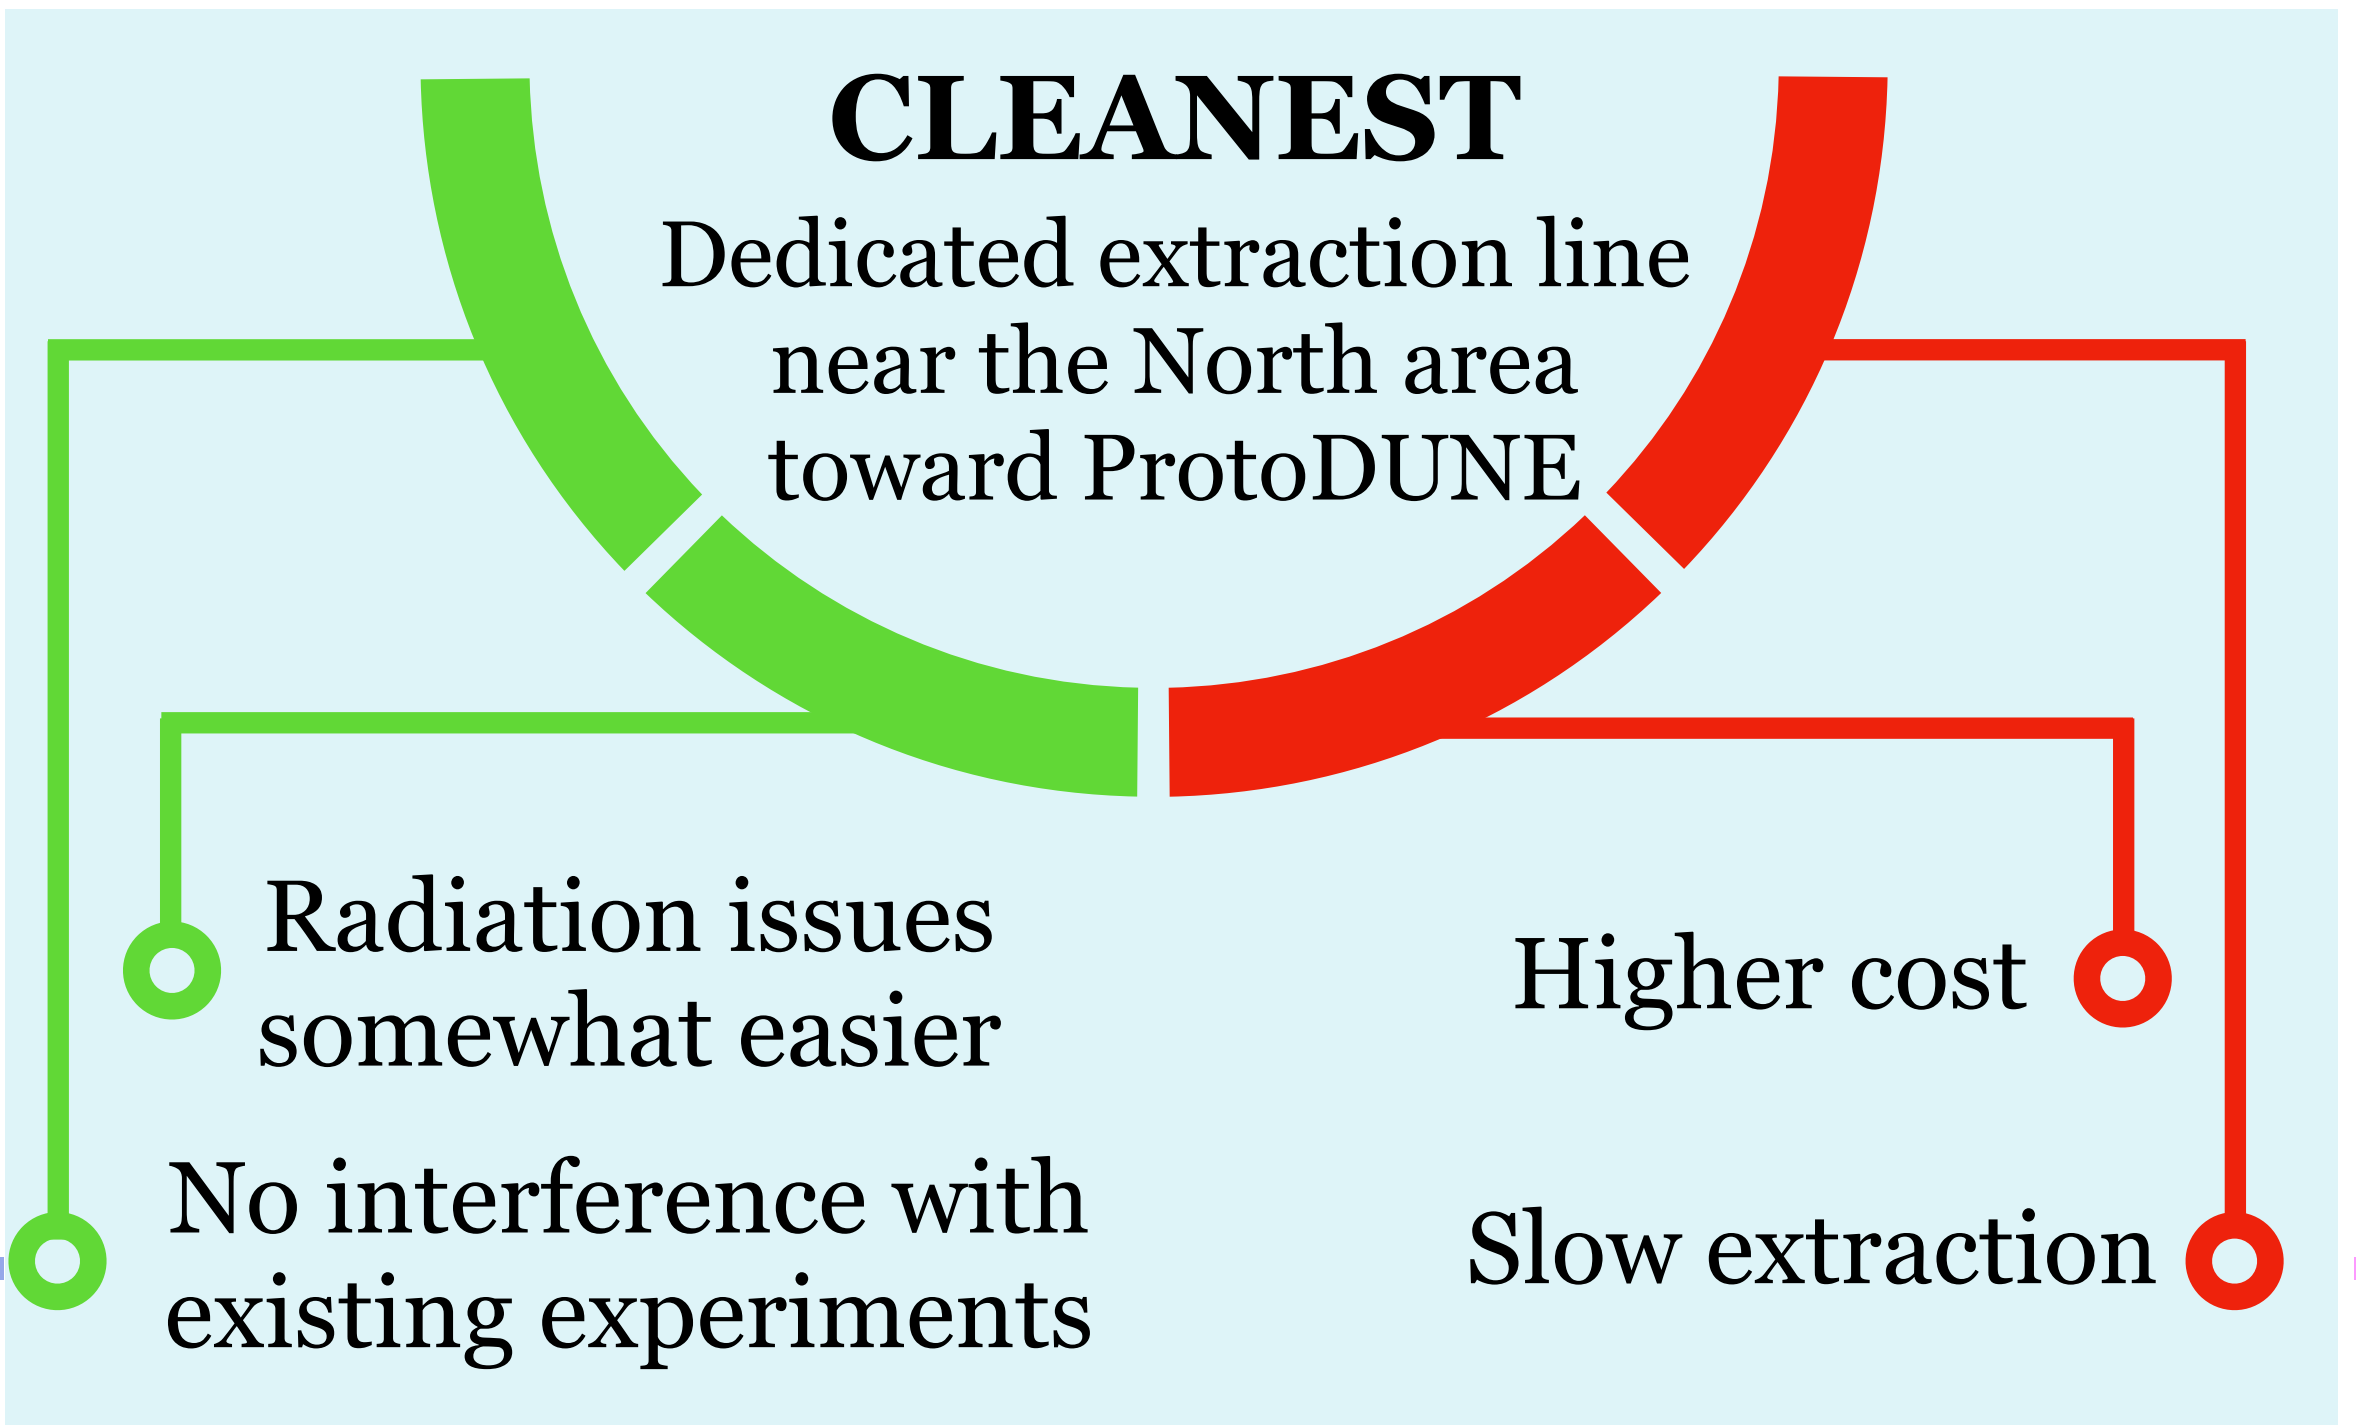 CLEANEST
Dedicated extraction line
near the North area
toward ProtoDUNE
Radiation issues
somewhat easier
No interference with
existing experiments
Higher cost
Slow extraction